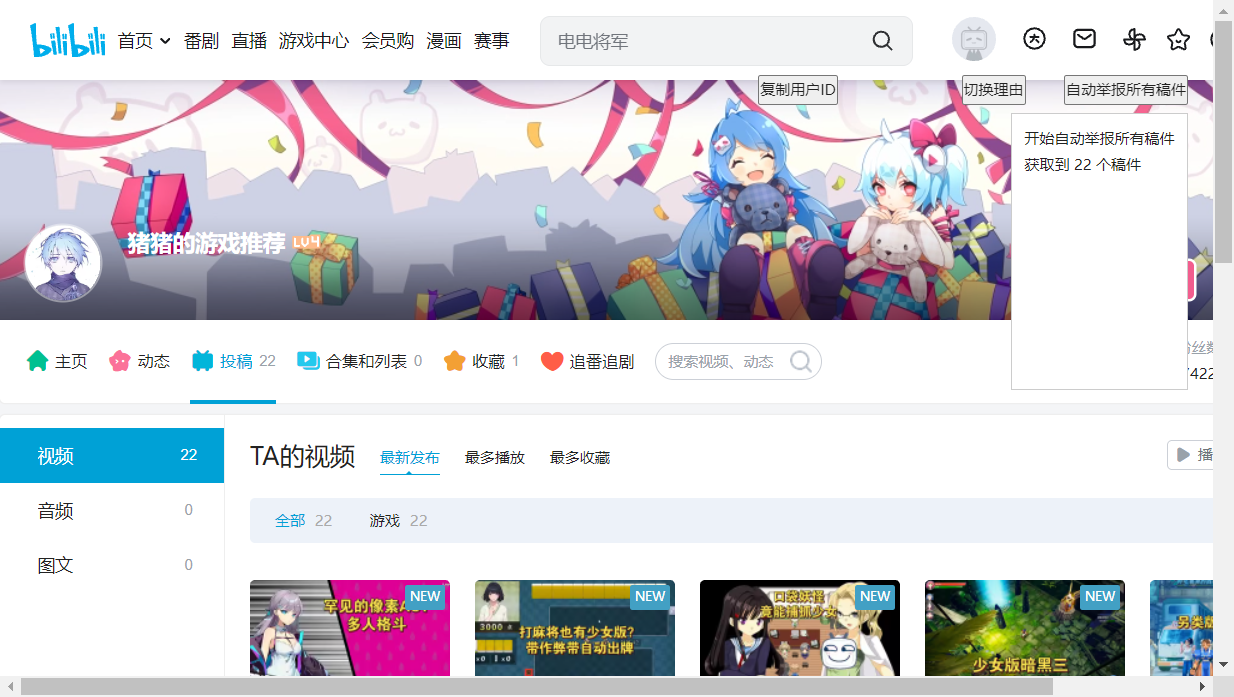 bilibili
首页 番剧 直播 游戏中心 会员购 漫画 赛事
电电将军
复制用户ID
切换理由
自动举报所有稿件
开始自动举报所有稿件
获取到 22 个稿件
猪猪的游戏推荐 LV4
主页 动态 投稿 22 合集和列表 0 收藏 1 追番追剧
搜索视频、动态
粉丝数
7422
视频 22
音频 0
图文 0
TA的视频
最新发布 最多播放 最多收藏
播
全部 22 游戏 22
NEW
罕见的像素ACT
多人格斗
NEW
3000
打麻将也有少女版?
带作弊带自动出牌
x0 1 x0
NEW
口袋妖怪
竟能捕抓少女
NEW
少女版暗黑三
另类版